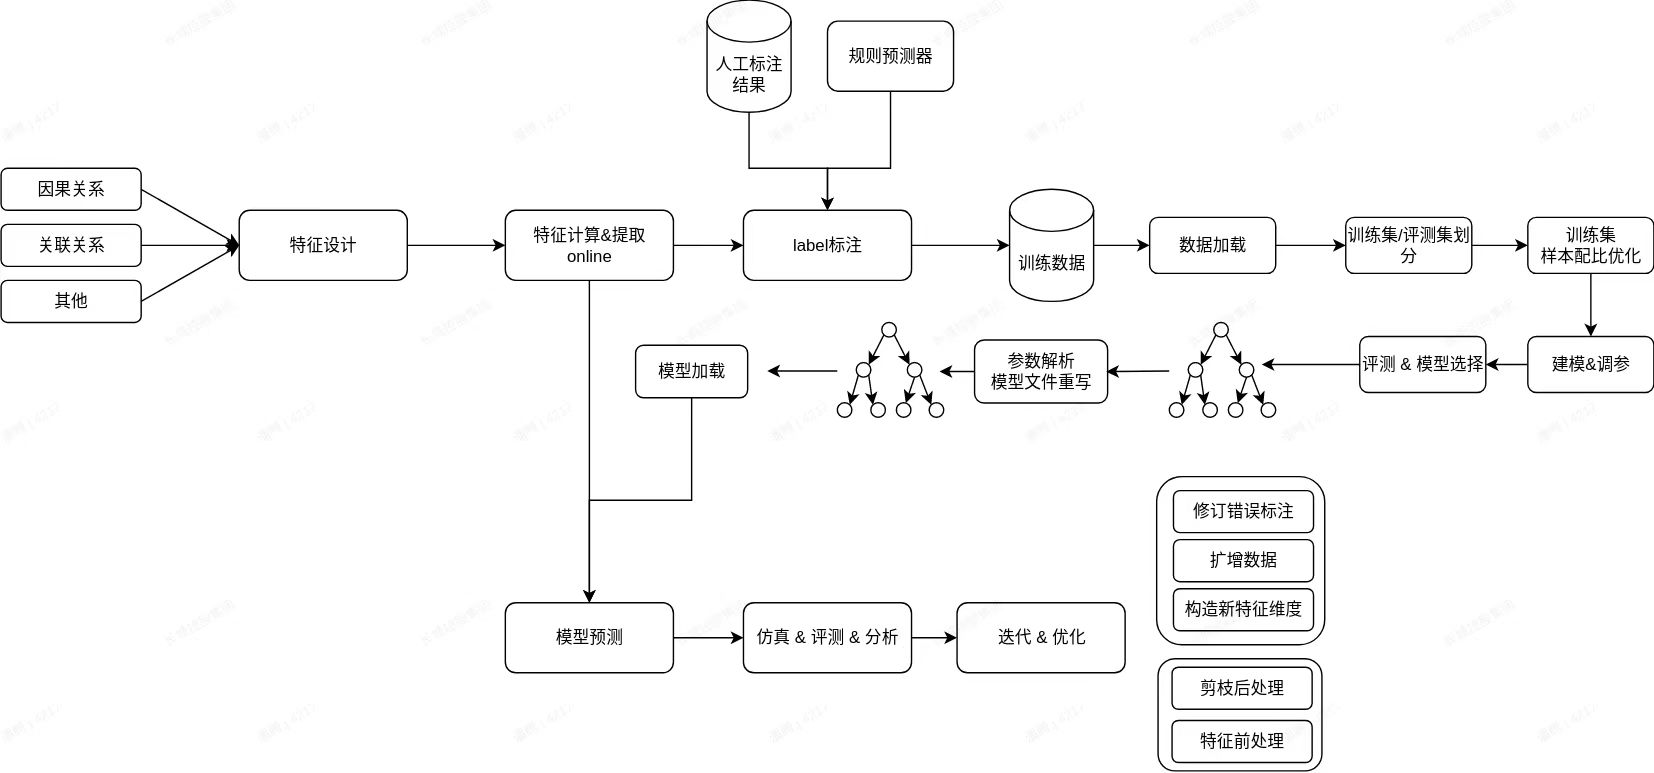 人工标注
结果
规则预测器
因果关系
关联关系
其他
特征设计
特征计算&提取
online
label标注
训练数据
数据加载
训练集/评测集划
分
训练集
样本配比优化
建模&调参
评测 & 模型选择
参数解析
模型文件重写
模型加载
模型预测
仿真 & 评测 & 分析
迭代 & 优化
修订错误标注
扩增数据
构造新特征维度
剪枝后处理
特征前处理